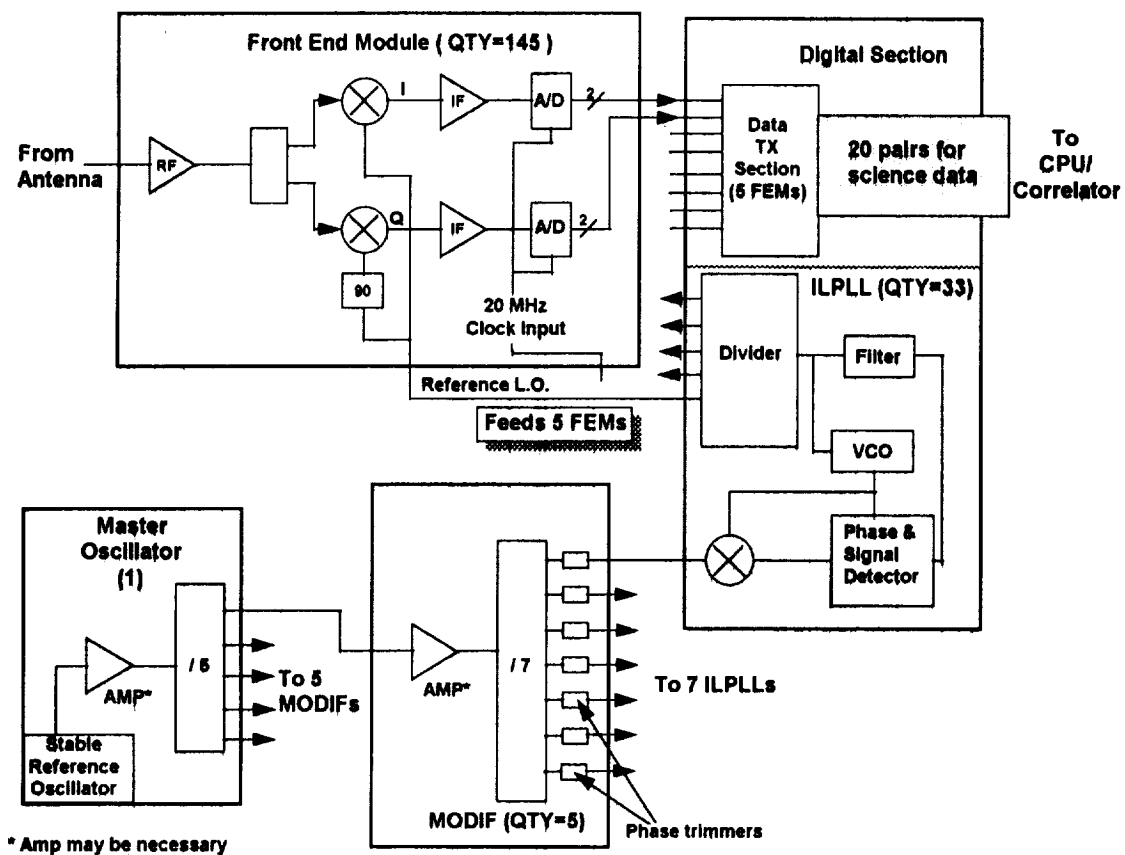 Front End Module ( QTY=145 )
From
Antenna
RF
I
Q
IF
IF
A/D
A/D
2
2
90
20 MHz
Clock Input
Reference L.O.
Feeds 5 FEMs
Digital Section
Data
TX
Section
(5 FEMs)
20 pairs for
science data
To
CPU/
Correlator
ILPLL (QTY=33)
Divider
Filter
VCO
Phase &
Signal
Detector
Master
Oscillator
(1)
AMP*
/ 5
To 5
MODIFs
Stable
Reference
Oscillator
AMP*
/ 7
To 7 ILPLLs
MODIF (QTY=5)
Phase trimmers
* Amp may be necessary